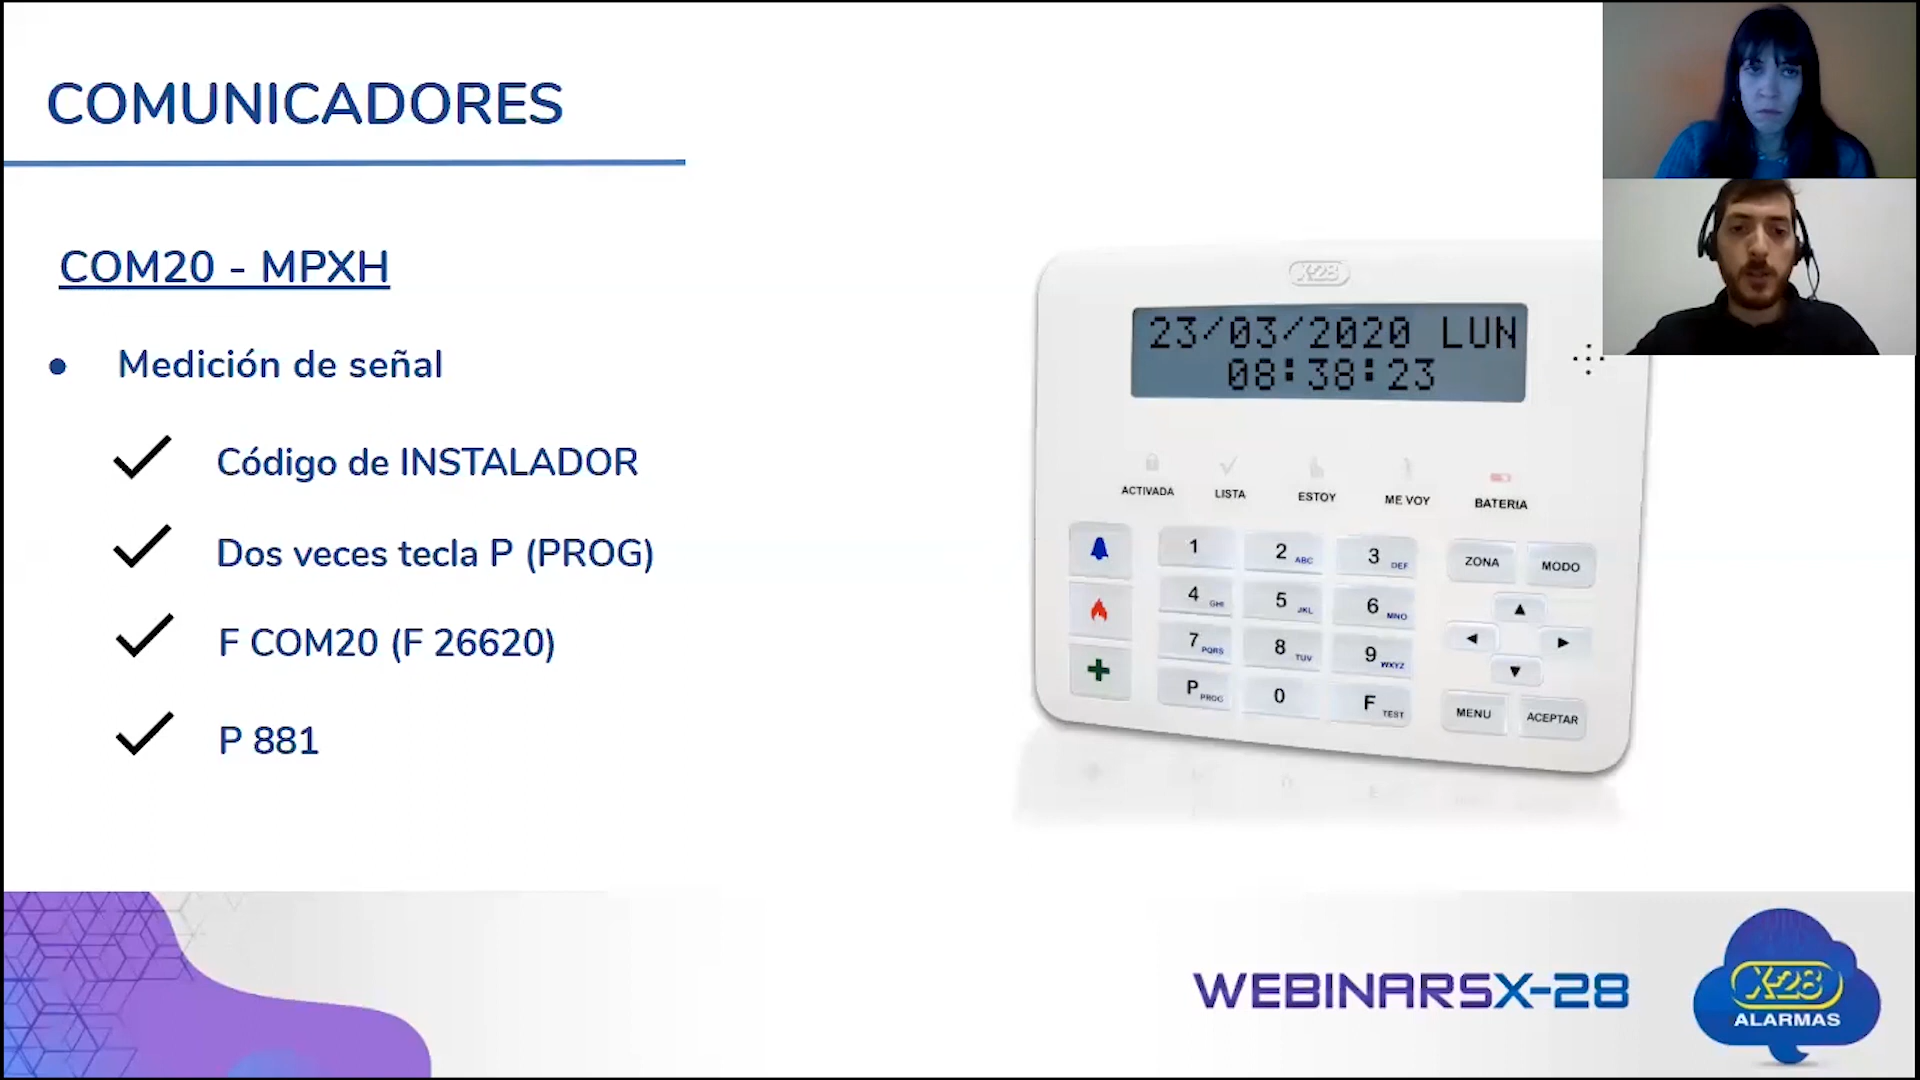 COMUNICADORES
COM20 - MPXH
• Medición de señal
Código de INSTALADOR
Dos veces tecla P (PROG)
F COM20 (F 26620)
P 881
X-28
23/03/2020 LUN
08:38:23
ACTIVADA LISTA ESTOY ME VOY BATERIA
1 2 ABC 3 DEF ZONA MODO
4 GHI 5 JKL 6 MNO
7 PQRS 8 TUV 9 WXYZ
P PROG 0 F TEST MENU ACEPTAR
WEBINARSX-28
X-28
ALARMAS